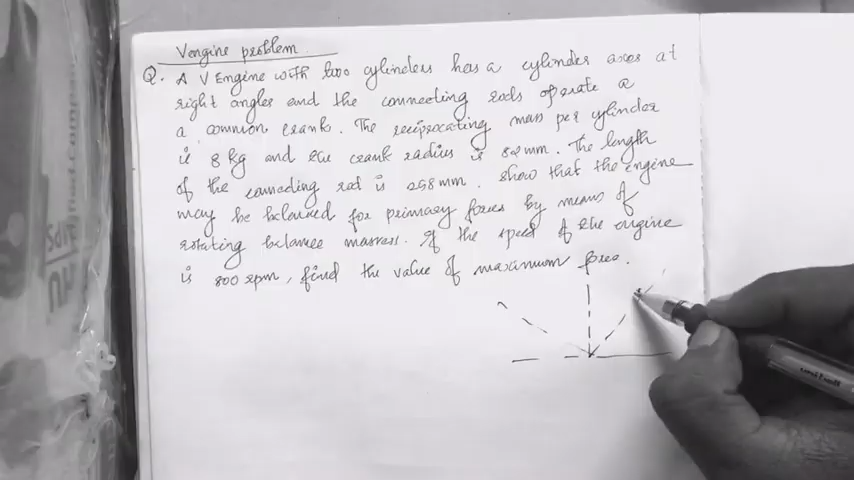 V engine problem
Q. A V Engine with two cylinders has a cylinder axes at
right angles and the connecting rods operate a
a common crank. The reciprocating mass per cylinder
is 8 kg and the crank radius is 82 mm. The length
of the connecting rod is 258 mm. Show that the engine
may be balanced for primary forces by means of
rotating balance masses. If the speed of the engine
is 800 rpm, find the value of maximum force.